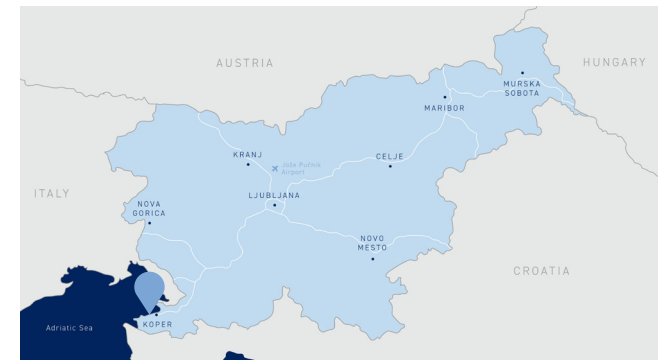 AUSTRIA
HUNGARY
MURSKA
SOBOTA
MARIBOR
KRANJ
Jože Pučnik
Airport
CELJE
ITALY
LJUBLJANA
NOVA
GORICA
NOVO
MESTO
CROATIA
KOPER
Adriatic Sea